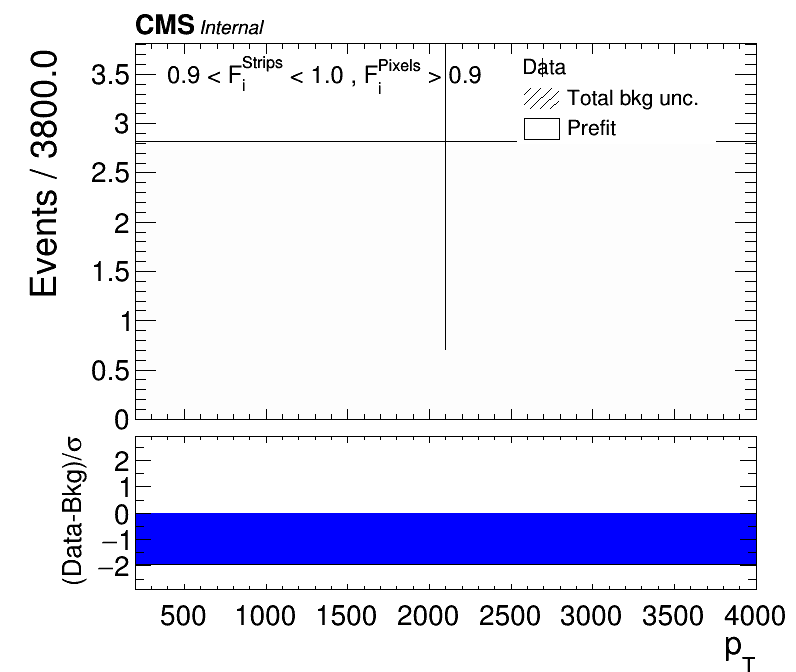 CMS Internal
Events / 3800.0
0.9 < F_i^Strips < 1.0 , F_i^Pixels > 0.9
Data
Total bkg unc.
Prefit
3.5
3
2.5
2
1.5
1
0.5
0
(Data-Bkg)/σ
2
1
0
−1
−2
500 1000 1500 2000 2500 3000 3500 4000
p_T